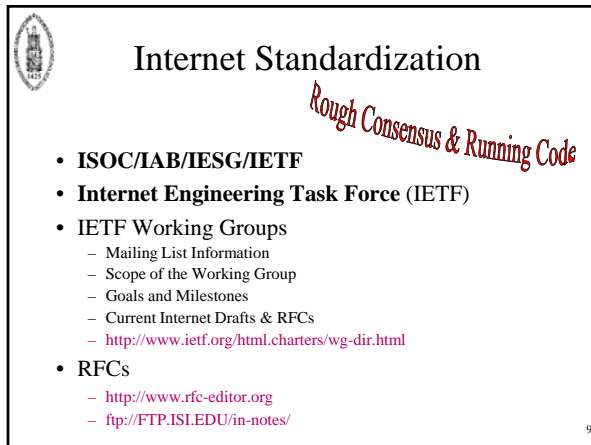 1425
Internet Standardization
Rough Consensus & Running Code
• ISOC/IAB/IESG/IETF
• Internet Engineering Task Force (IETF)
• IETF Working Groups
– Mailing List Information
– Scope of the Working Group
– Goals and Milestones
– Current Internet Drafts & RFCs
– http://www.ietf.org/html.charters/wg-dir.html
• RFCs
– http://www.rfc-editor.org
– ftp://FTP.ISI.EDU/in-notes/
9